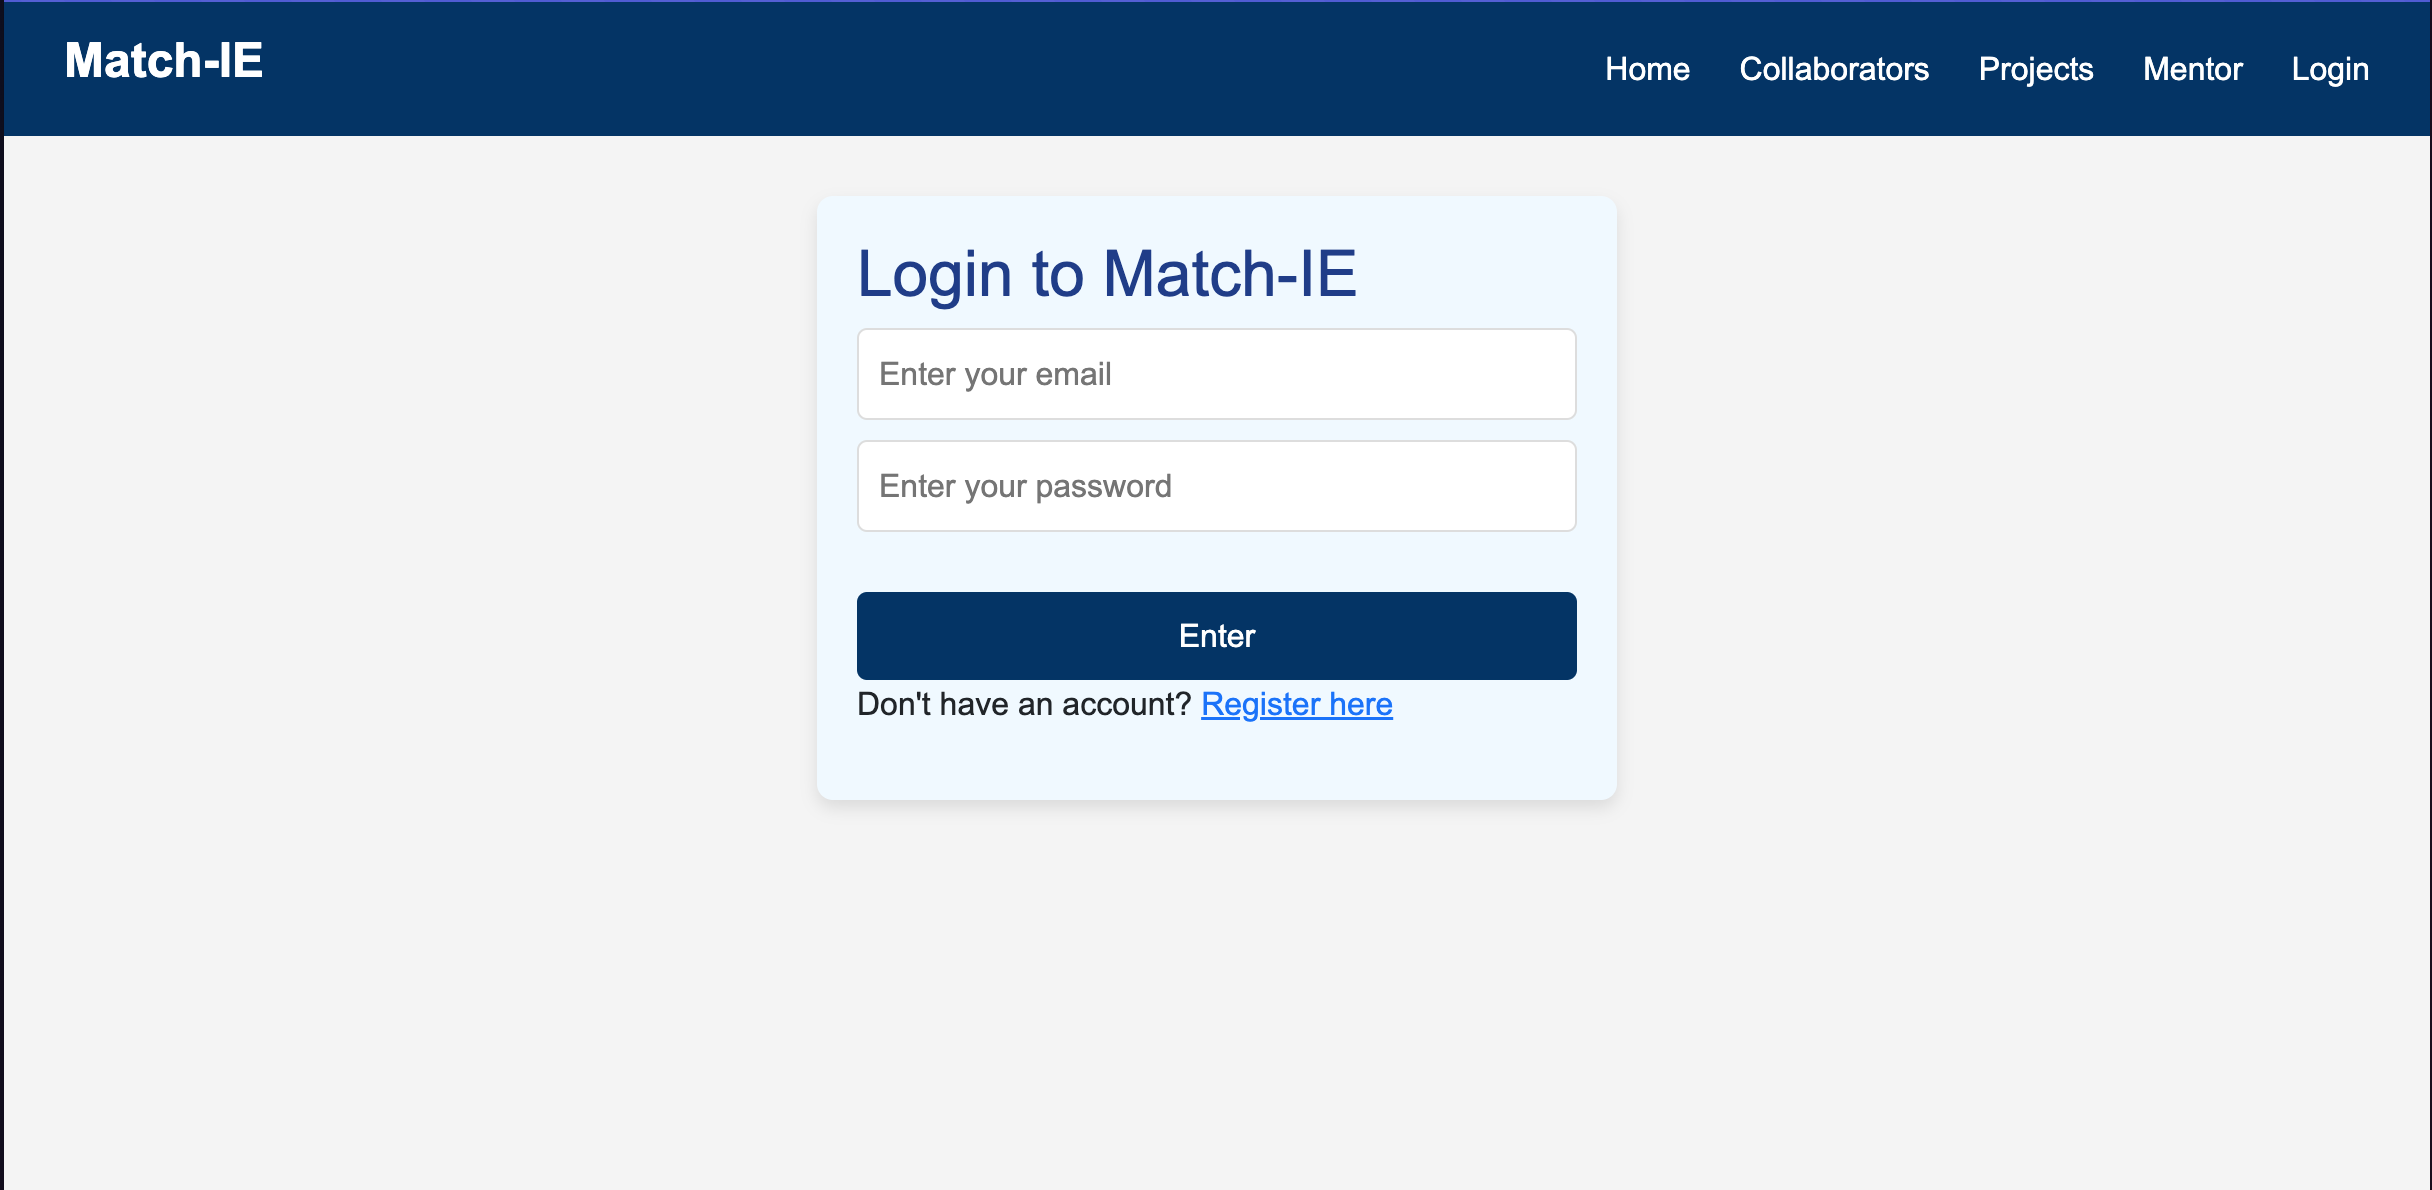 Match-IE
Home Collaborators Projects Mentor Login
Login to Match-IE
Enter your email
Enter your password
Enter
Don't have an account? Register here